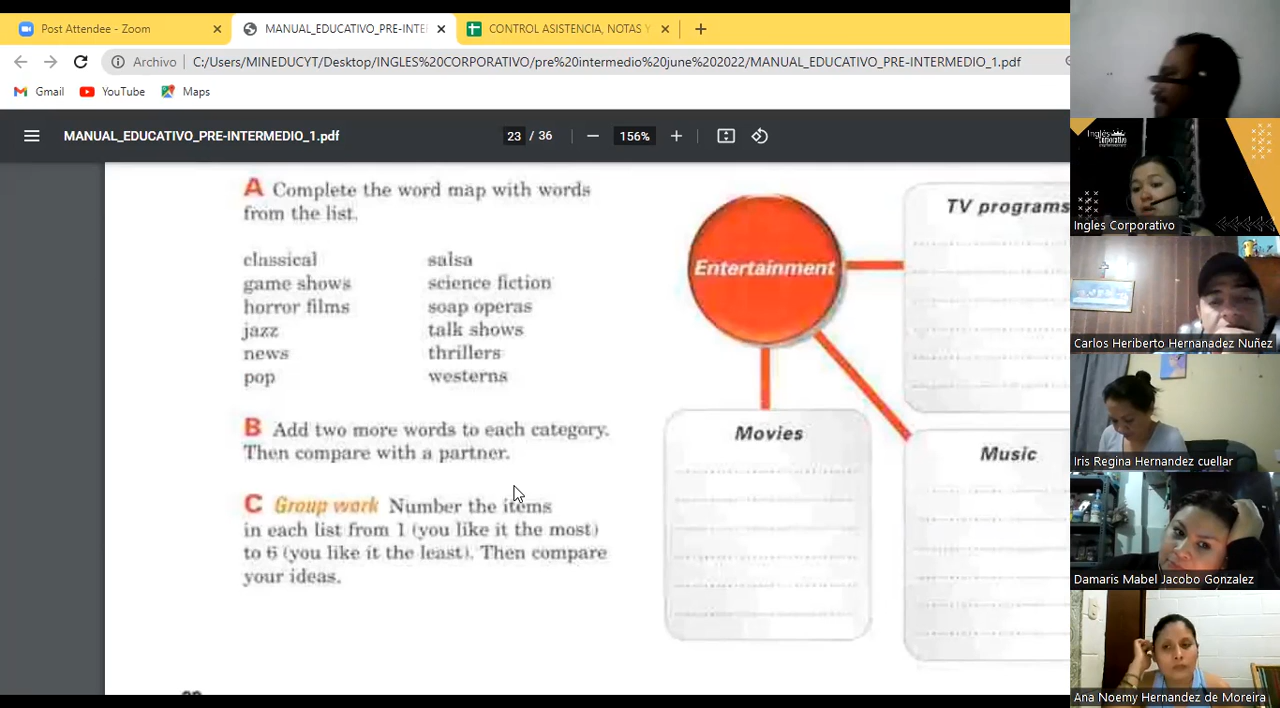 Post Attendee - Zoom
MANUAL_EDUCATIVO_PRE-INTE
CONTROL ASISTENCIA, NOTAS Y
Archivo
C:/Users/MINEDUCYT/Desktop/INGLES%20CORPORATIVO/pre%20intermedio%20june%202022/MANUAL_EDUCATIVO_PRE-INTERMEDIO_1.pdf
Gmail
YouTube
Maps
MANUAL_EDUCATIVO_PRE-INTERMEDIO_1.pdf
23 / 36
156%
A Complete the word map with words
from the list.
classical
game shows
horror films
jazz
news
pop
salsa
science fiction
soap operas
talk shows
thrillers
westerns
B Add two more words to each category.
Then compare with a partner.
C Group work Number the items
in each list from 1 (you like it the most)
to 6 (you like it the least). Then compare
your ideas.
Entertainment
TV programs
Movies
Music
Inglés
Corporativo
Ingles Corporativo
Carlos Heriberto Hernanadez Nuñez
Iris Regina Hernandez cuellar
Damaris Mabel Jacobo Gonzalez
Ana Noemy Hernandez de Moreira